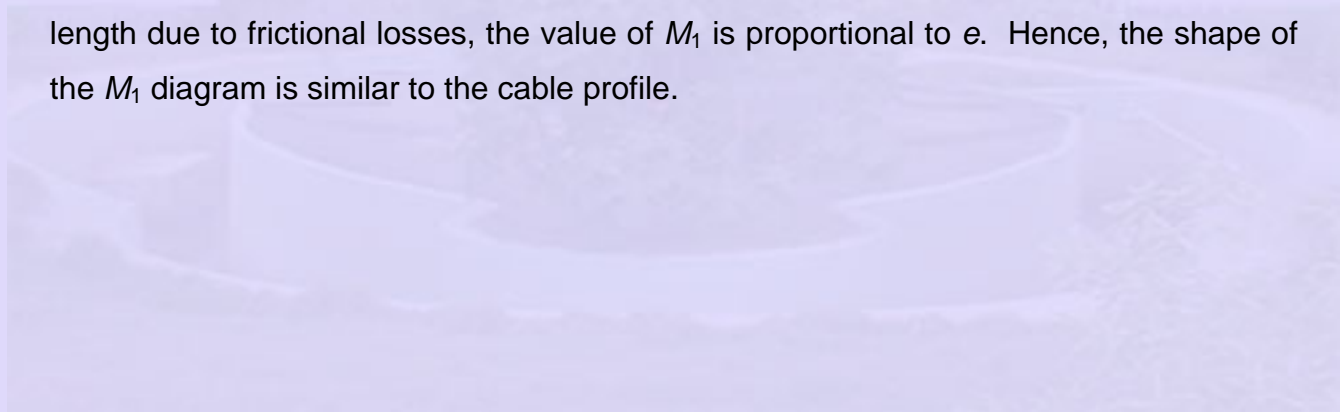 length due to frictional losses, the value of M₁ is proportional to e. Hence, the shape of
the M₁ diagram is similar to the cable profile.